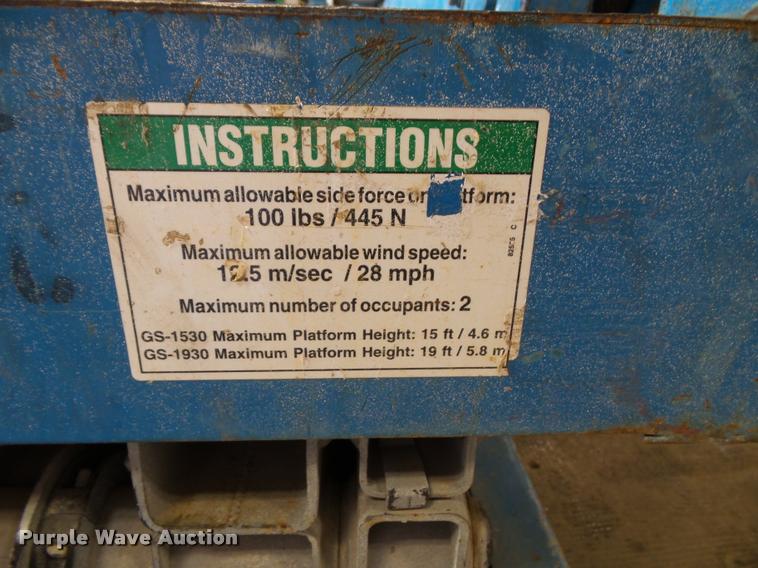 INSTRUCTIONS
Maximum allowable side force on tform:
100 lbs / 445 N
Maximum allowable wind speed:
12.5 m/sec / 28 mph
Maximum number of occupants: 2
GS-1530 Maximum Platform Height: 15 ft / 4.6 m
GS-1930 Maximum Platform Height: 19 ft / 5.8 m
Purple Wave Auction